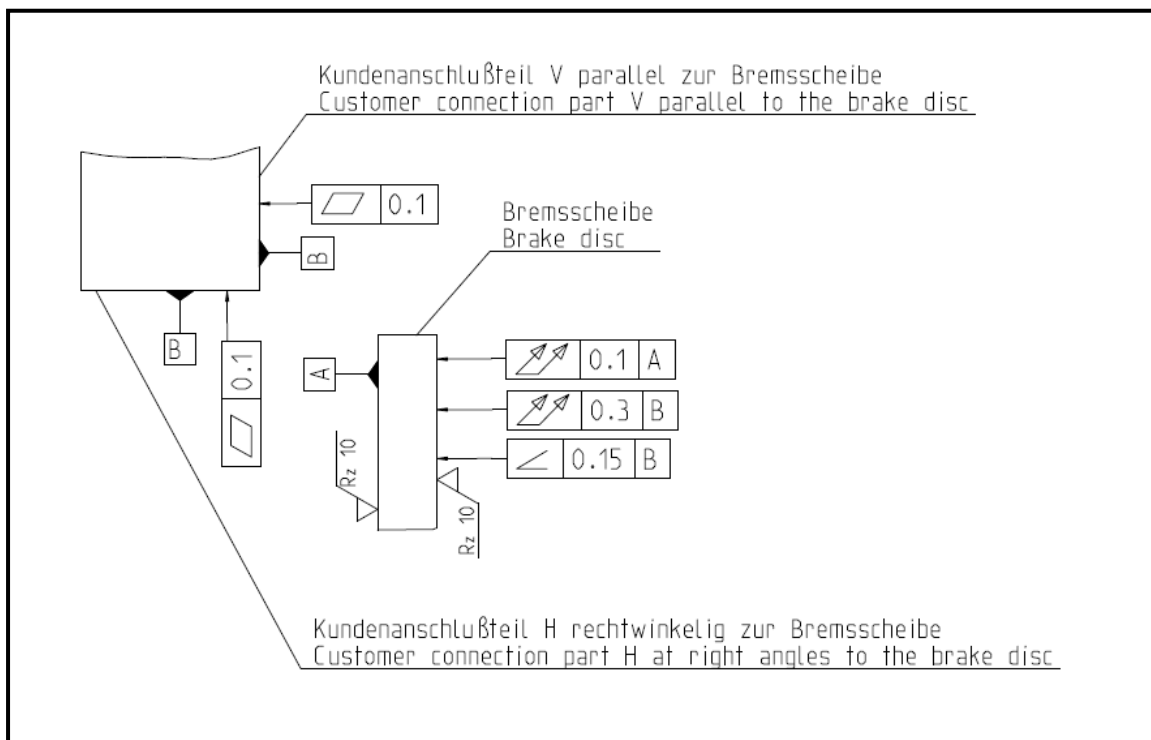 Kundenanschlußteil V parallel zur Bremsscheibe
Customer connection part V parallel to the brake disc
0.1
Bremsscheibe
Brake disc
B
B
0.1
A
0.1 A
0.3 B
0.15 B
Rz 10
Rz 10
Kundenanschlußteil H rechtwinkelig zur Bremsscheibe
Customer connection part H at right angles to the brake disc